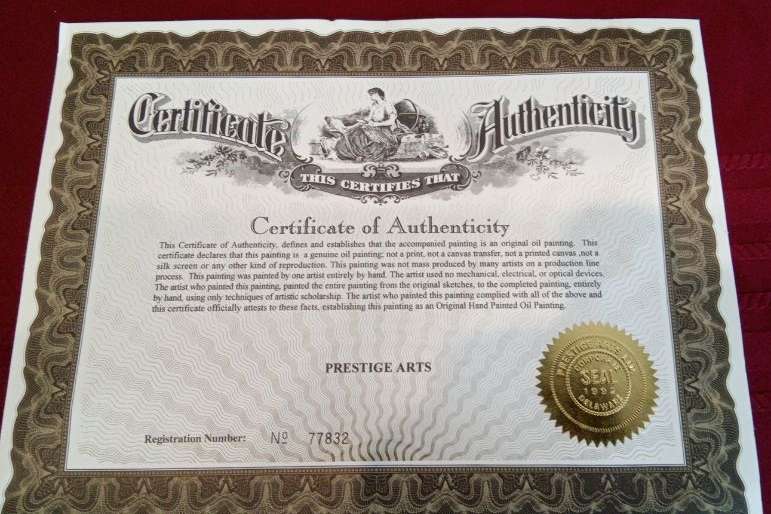 Certificate Authenticity
THIS CERTIFIES THAT
Certificate of Authenticity
This Certificate of Authenticity, defines and establishes that the accompanied painting is an original oil painting. This
certificate declares that this painting is a genuine oil painting; not a print, not a canvas transfer, not a printed canvas ,not a
silk screen or any other kind of reproduction. This painting was not mass produced by many artists on a production line
process. This painting was painted by one artist entirely by hand. The artist used no mechanical, electrical, or optical devices.
The artist who painted this painting, painted the entire painting from the original sketches, to the completed painting, entirely
by hand, using only techniques of artistic scholarship. The artist who painted this painting complied with all of the above and
this certificate officially attests to these facts, establishing this painting as an Original Hand Painted Oil Painting.
PRESTIGE ARTS
PRESTIGE ARTS
SEAL
DELAWARE
Registration Number: Nº 77832